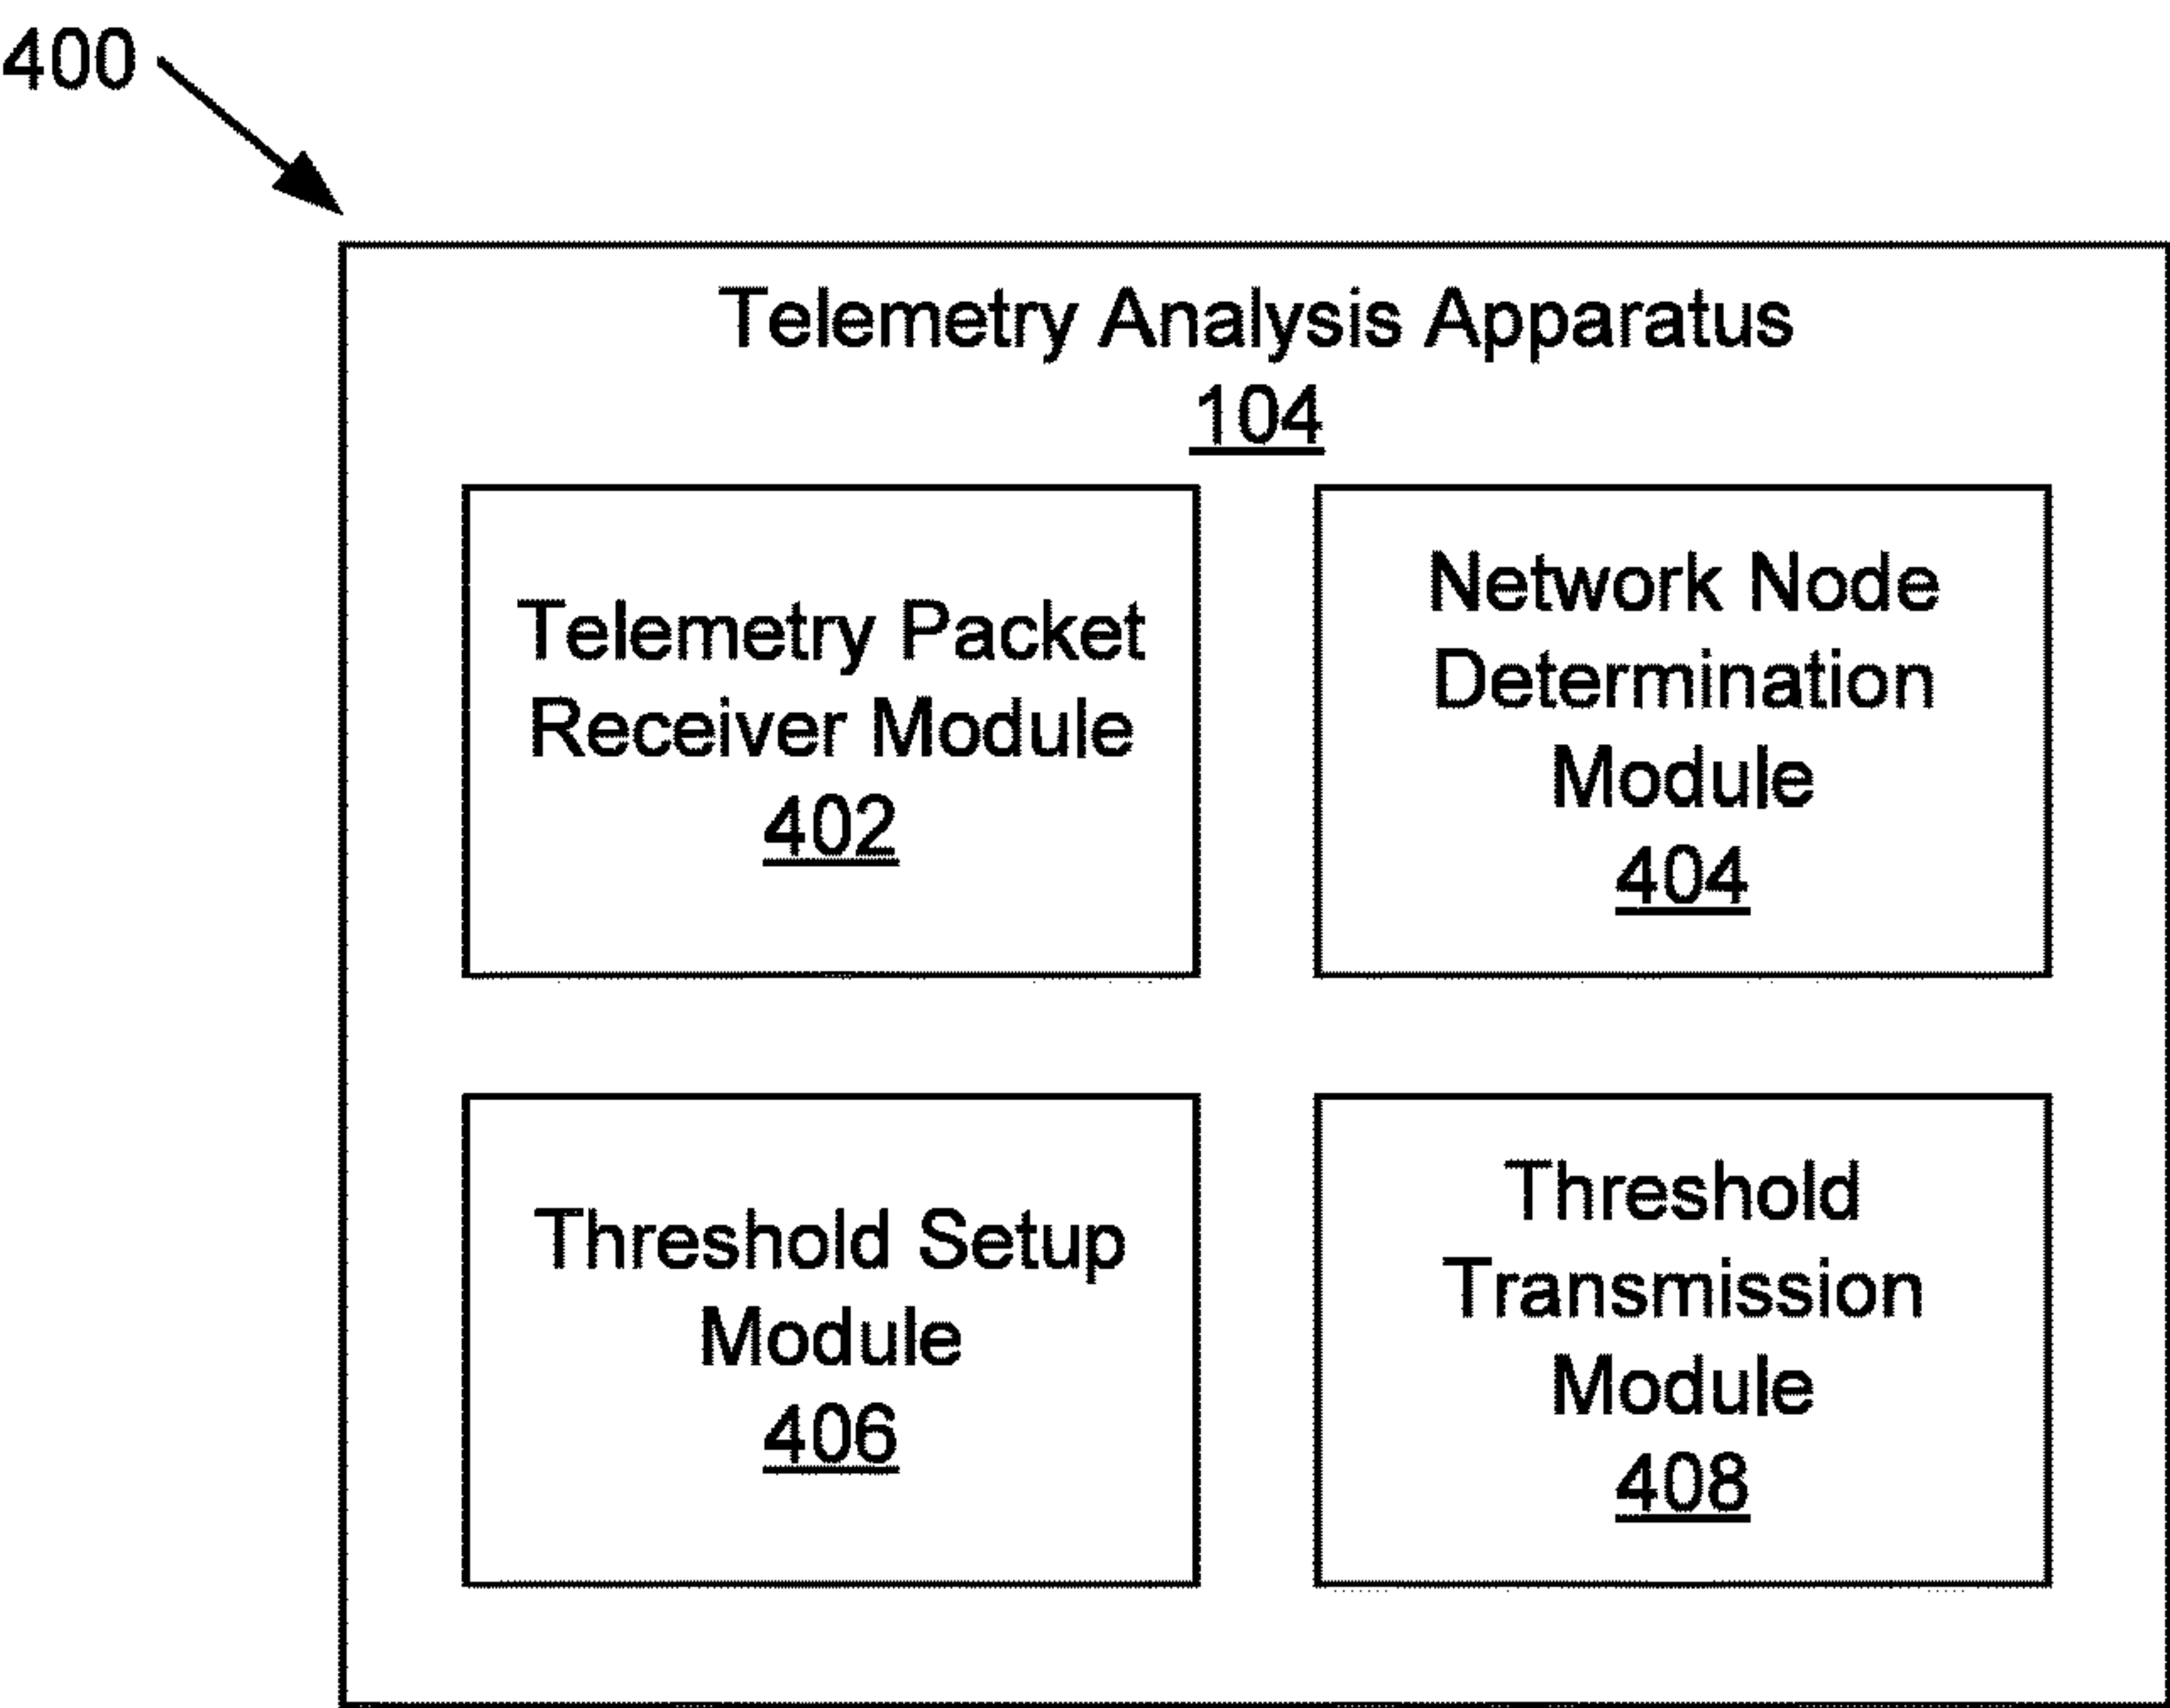 400
Telemetry Analysis Apparatus
104
Telemetry Packet
Receiver Module
402
Network Node
Determination
Module
404
Threshold Setup
Module
406
Threshold
Transmission
Module
408